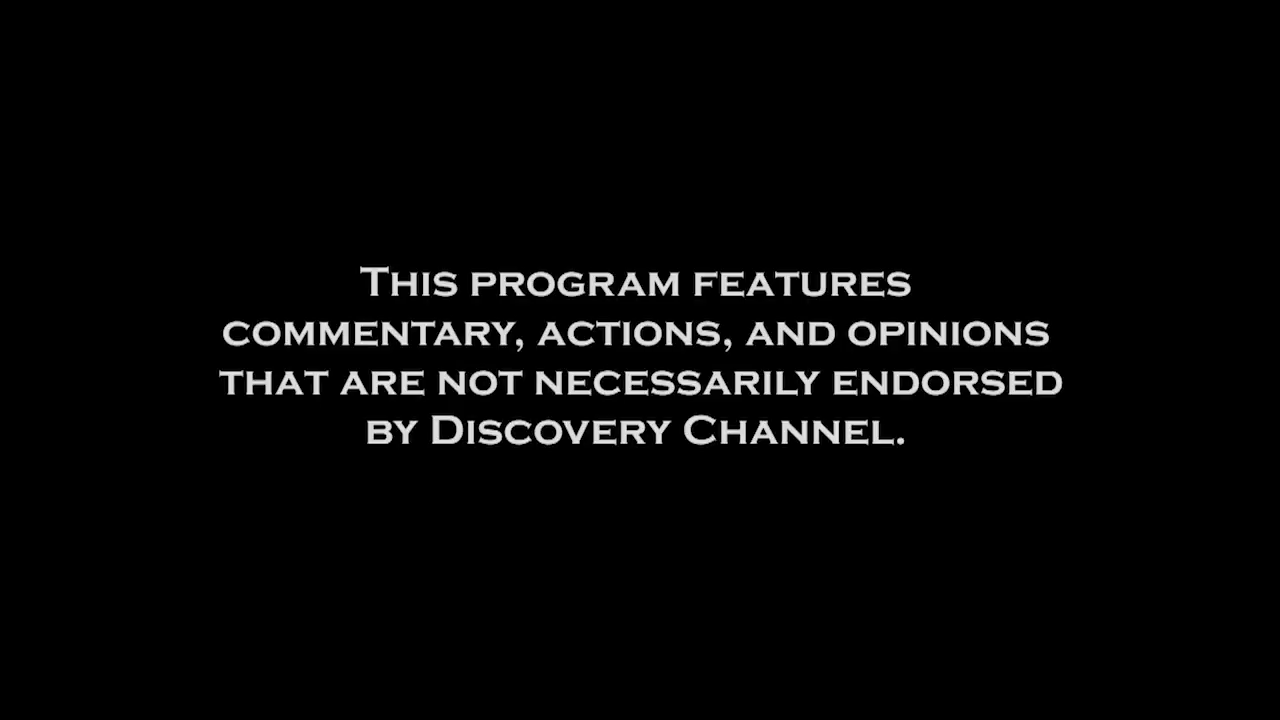 This program features
commentary, actions, and opinions
that are not necessarily endorsed
by Discovery Channel.